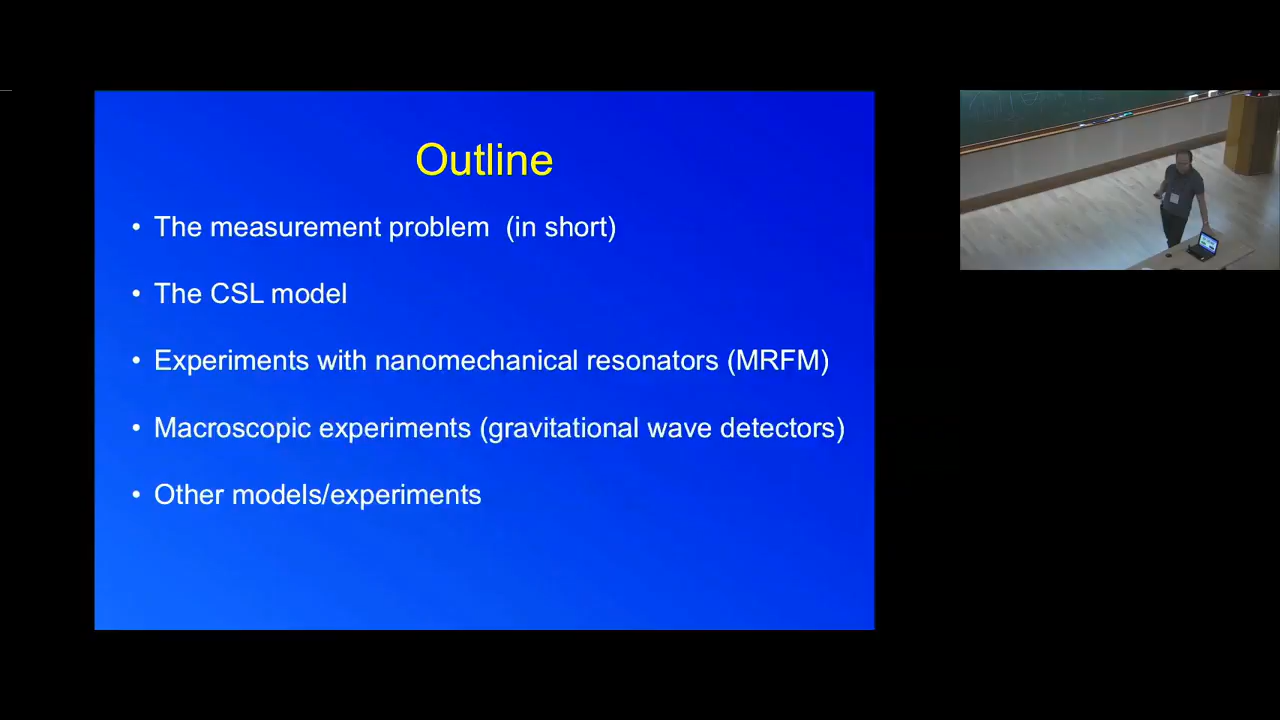 Outline
• The measurement problem (in short)
• The CSL model
• Experiments with nanomechanical resonators (MRFM)
• Macroscopic experiments (gravitational wave detectors)
• Other models/experiments